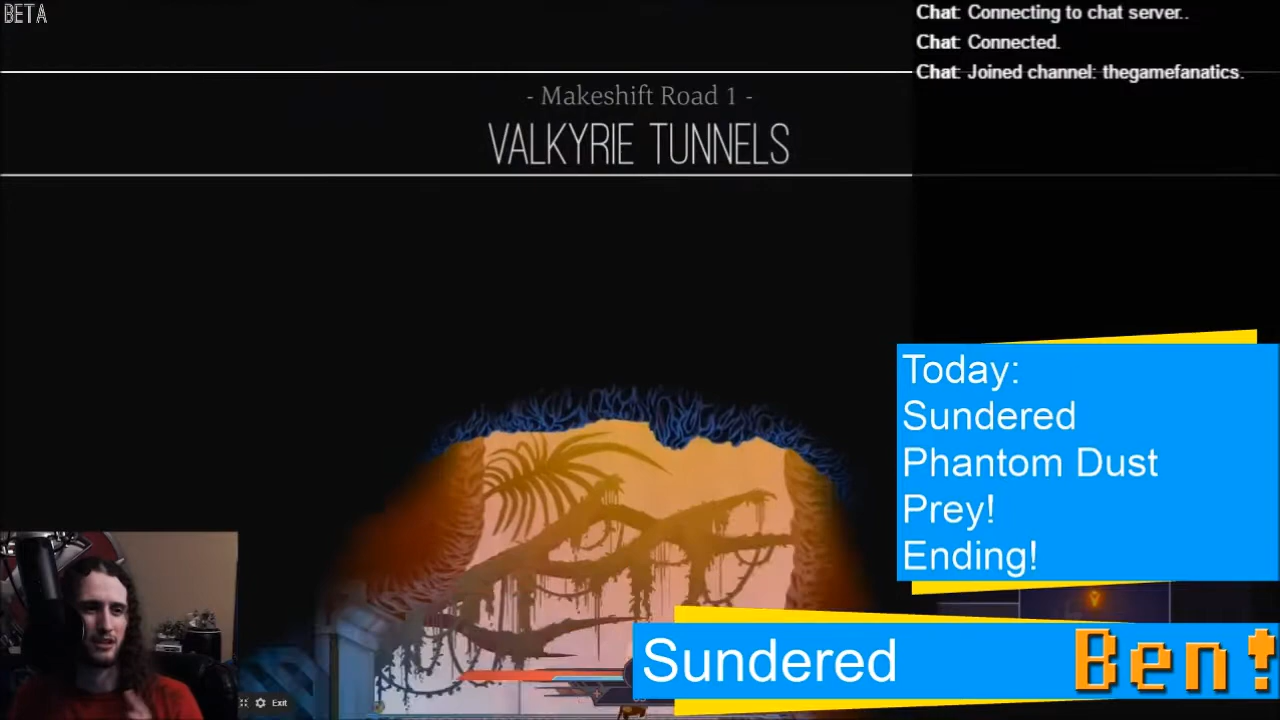 BETA
Chat: Connecting to chat server..
Chat: Connected.
Chat: Joined channel: thegamefanatics.
- Makeshift Road 1 -
VALKYRIE TUNNELS
Today:
Sundered
Phantom Dust
Prey!
Ending!
Sundered
Ben!
Exit